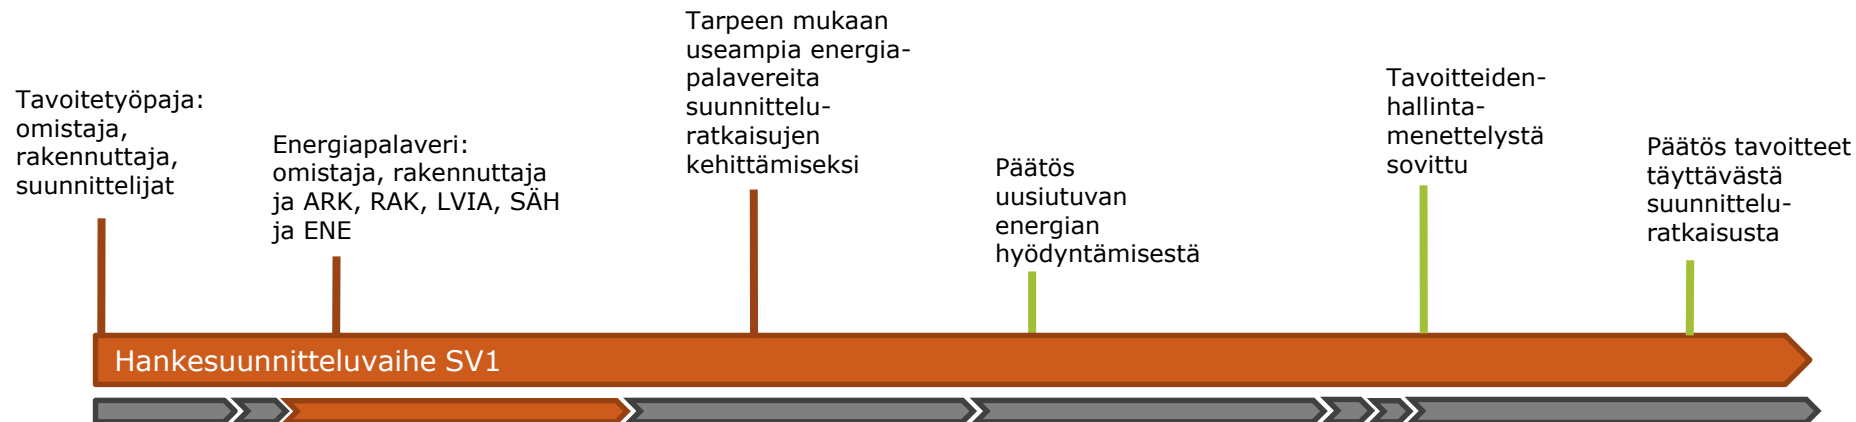 Tavoitetyöpaja:
omistaja,
rakennuttaja,
suunnittelijat
Energiapalaveri:
omistaja, rakennuttaja
ja ARK, RAK, LVIA, SÄH
ja ENE
Tarpeen mukaan
useampia energia-
palavereita
suunnittelu-
ratkaisujen
kehittämiseksi
Päätös
uusiutuvan
energian
hyödyntämisestä
Tavoitteiden-
hallinta-
menettelystä
sovittu
Päätös tavoitteet
täyttävästä
suunnittelu-
ratkaisusta
Hankesuunnitteluvaihe SV1